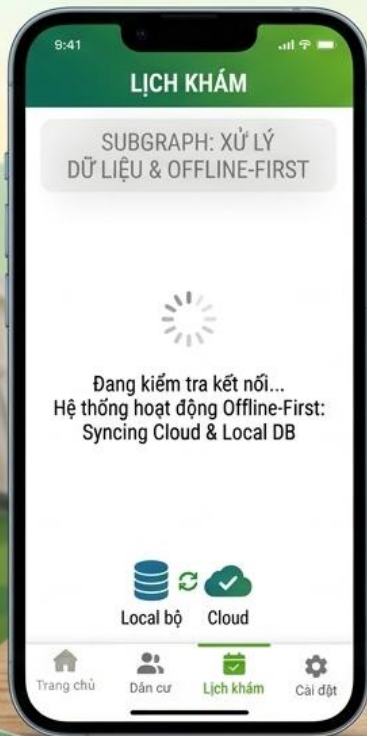 9:41
LỊCH KHÁM
SUBGRAPH: XỬ LÝ
DỮ LIỆU & OFFLINE-FIRST
Đang kiểm tra kết nối...
Hệ thống hoạt động Offline-First:
Syncing Cloud & Local DB
Local bộ Cloud
Trang chủ Dân cư Lịch khám Cài đặt